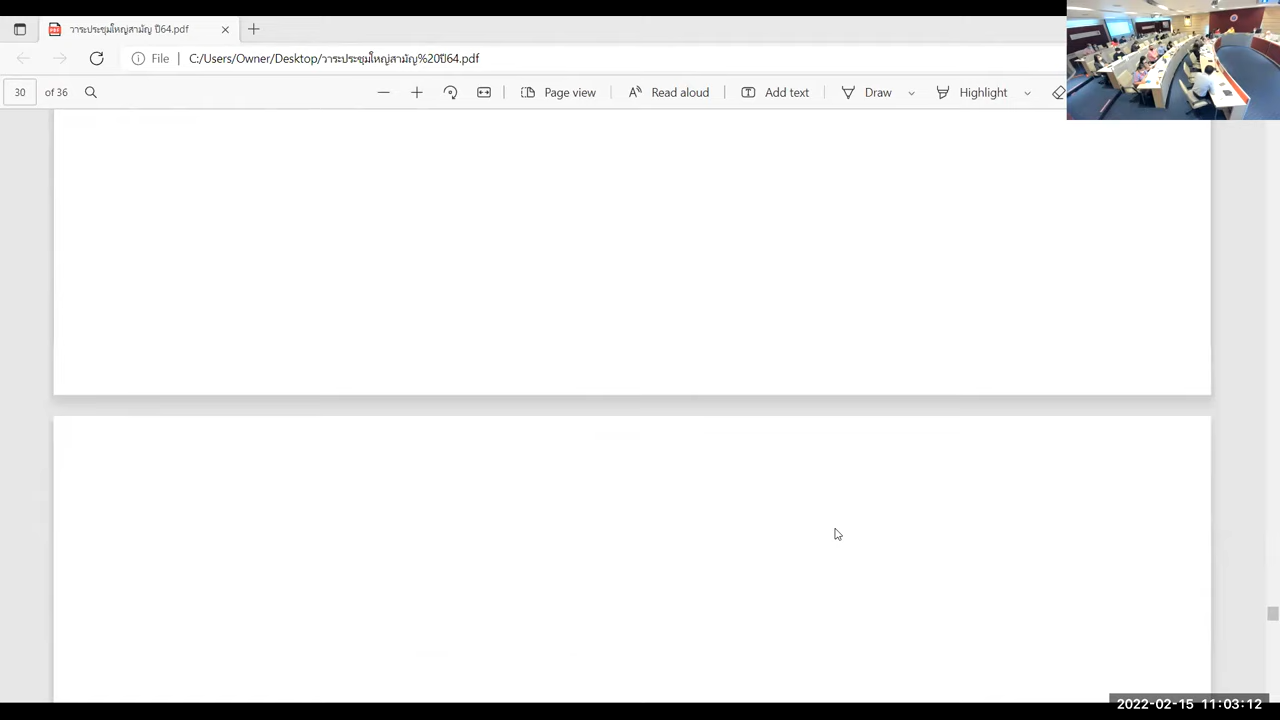 วาระประชุมใหญ่สามัญ ปี64.pdf
File
C:/Users/Owner/Desktop/วาระประชุมใหญ่สามัญ%20ปี64.pdf
30 of 36
Page view
Read aloud
Add text
Draw
Highlight
2022-02-15 11:03:12